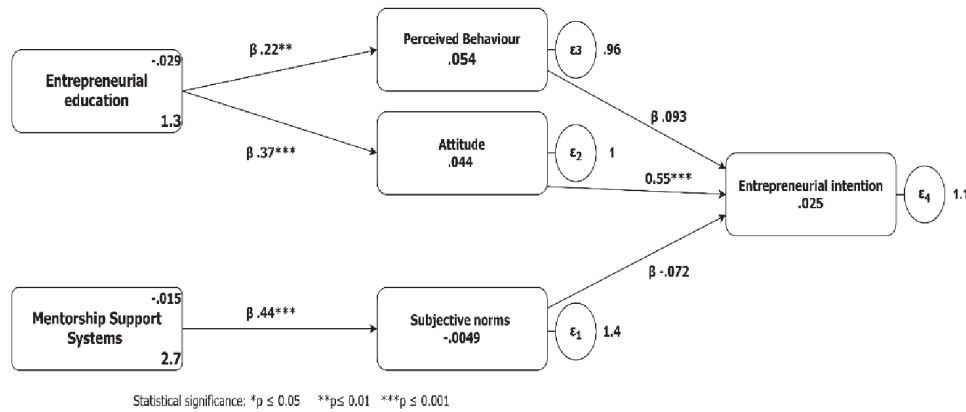 -.029
Entrepreneurial
education
1.3
β .22**
β .37***
Perceived Behaviour
.054
ε3
.96
Attitude
.044
ε2
1
β .093
0.55***
Entrepreneurial intention
.025
ε4
1.1
-.015
Mentorship Support
Systems
2.7
β .44***
Subjective norms
-.0049
ε1
1.4
β -.072
Statistical significance: *p ≤ 0.05 **p≤ 0.01 ***p ≤ 0.001